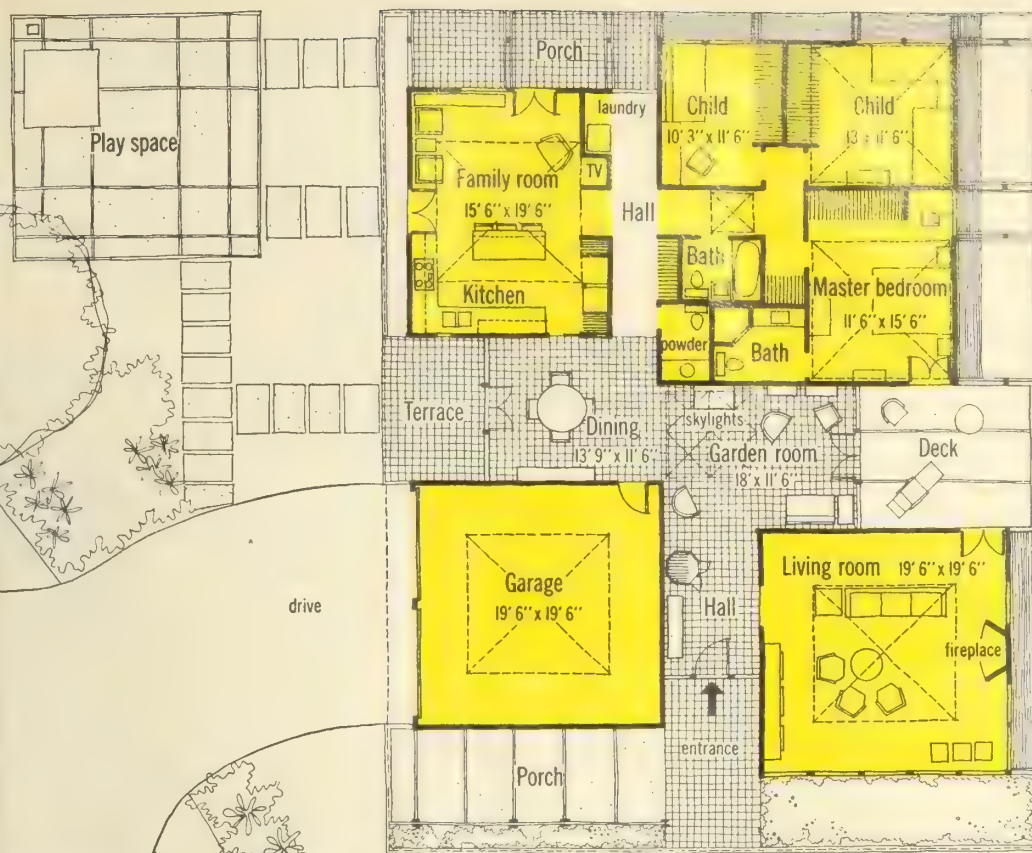 Porch
Play space
laundry
Child
10' 3" x 11' 6"
Child
13 x 11' 6"
TV
Family room
15' 6" x 19' 6"
Hall
Kitchen
Bath
Master bedroom
11' 6" x 15' 6"
powder
Bath
Terrace
Dining
13' 9" x 11' 6"
skylights
Garden room
18' x 11' 6"
Deck
drive
Garage
19' 6" x 19' 6"
Hall
Living room 19' 6" x 19' 6"
fireplace
entrance
Porch